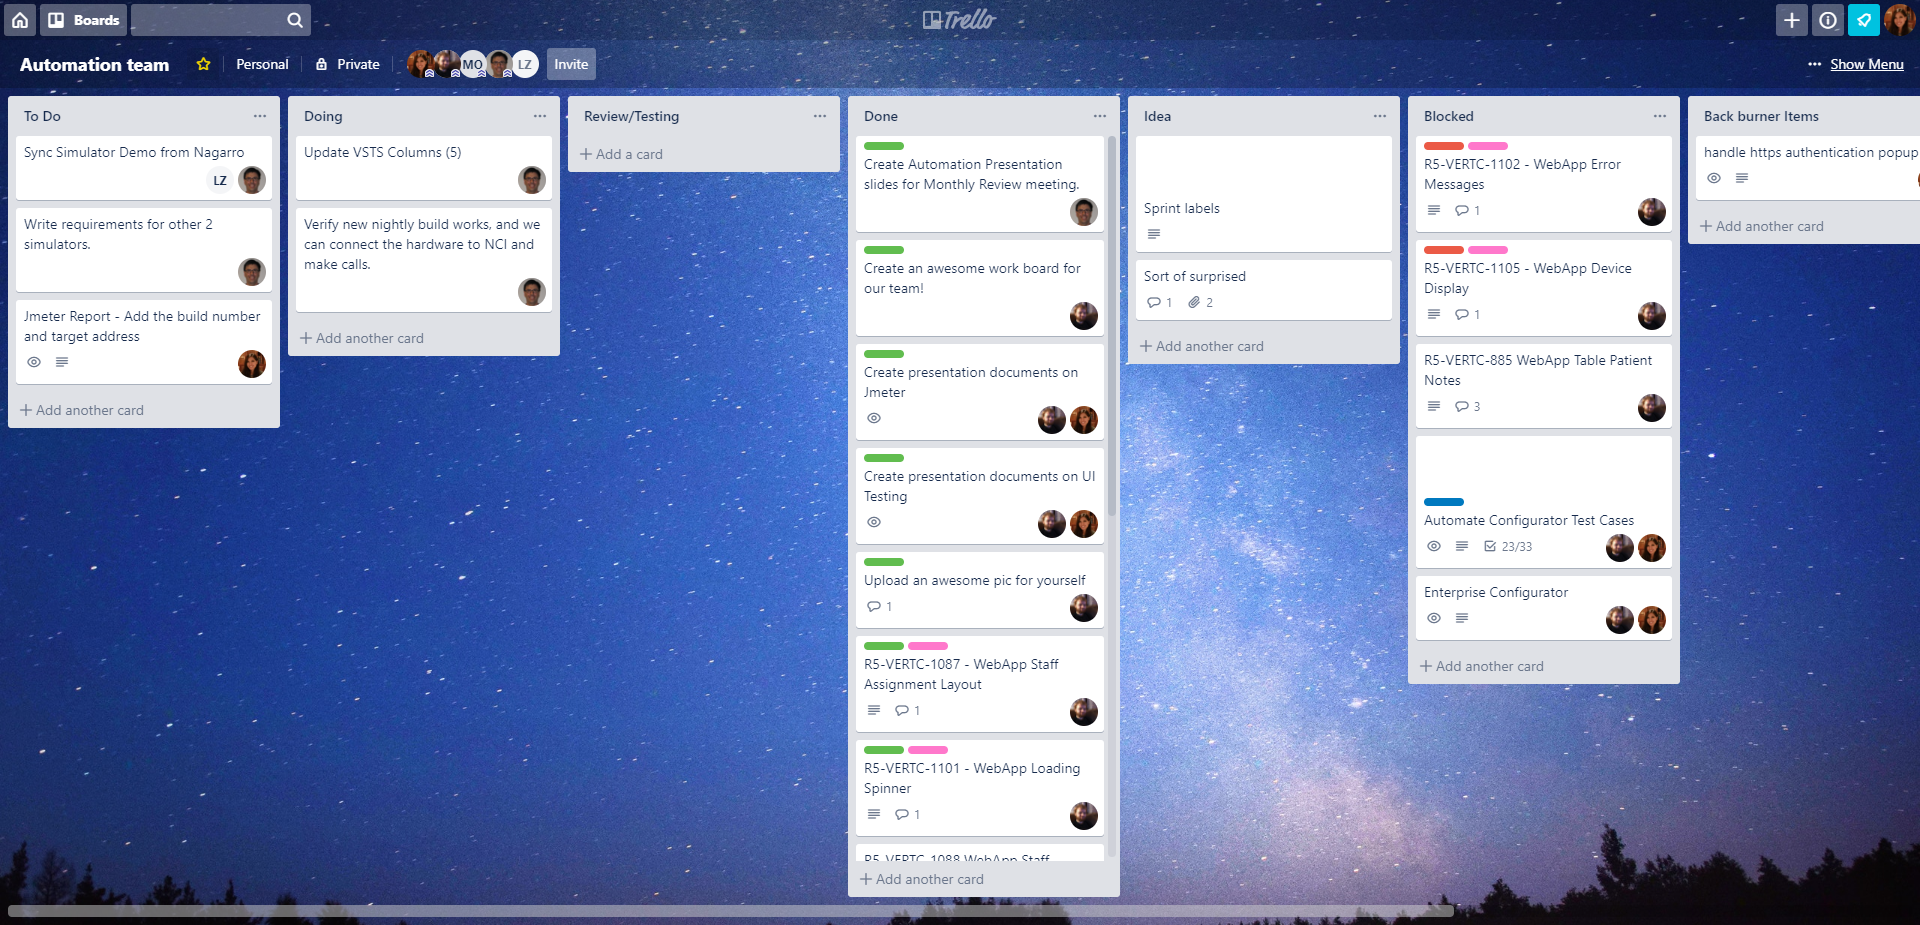 Boards
Trello
Automation team
Personal
Private
MO
LZ
Invite
Show Menu
To Do
Sync Simulator Demo from Nagarro
LZ
Write requirements for other 2
simulators.
Jmeter Report - Add the build number
and target address
Add another card
Doing
Update VSTS Columns (5)
Verify new nightly build works, and we
can connect the hardware to NCI and
make calls.
Add another card
Review/Testing
Add a card
Done
Create Automation Presentation
slides for Monthly Review meeting.
Create an awesome work board for
our team!
Create presentation documents on
Jmeter
Create presentation documents on UI
Testing
Upload an awesome pic for yourself
1
R5-VERTC-1087 - WebApp Staff
Assignment Layout
1
R5-VERTC-1101 - WebApp Loading
Spinner
1
R5-VERTC-1088 WebApp Staff
Add another card
Idea
Sprint labels
Sort of surprised
1 2
Add another card
Blocked
R5-VERTC-1102 - WebApp Error
Messages
1
R5-VERTC-1105 - WebApp Device
Display
1
R5-VERTC-885 WebApp Table Patient
Notes
3
Automate Configurator Test Cases
23/33
Enterprise Configurator
Add another card
Back burner Items
handle https authentication popup
Add another card